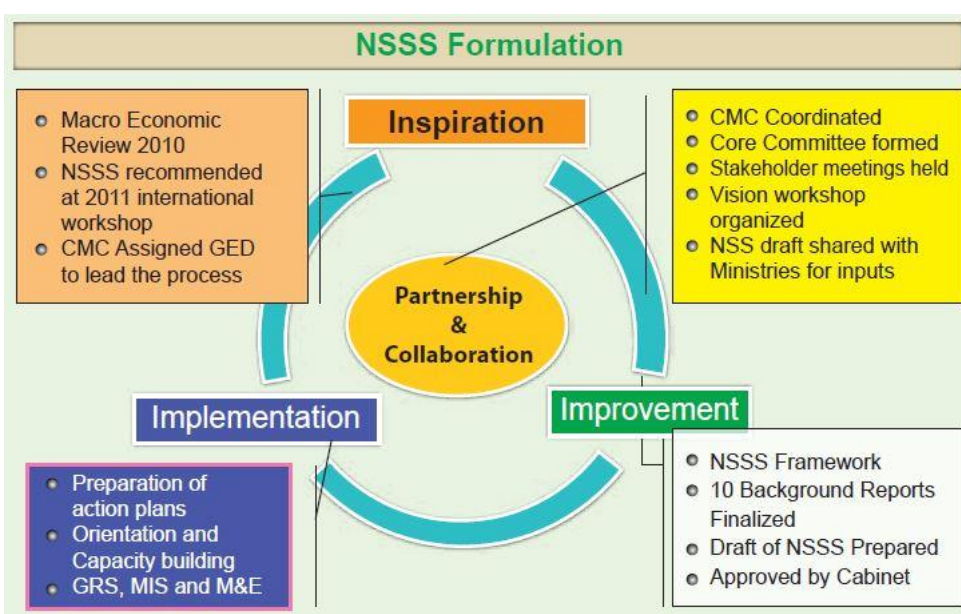 NSSS Formulation
Macro Economic
Review 2010
NSSS recommended
at 2011 international
workshop
CMC Assigned GED
to lead the process
Inspiration
CMC Coordinated
Core Committee formed
Stakeholder meetings held
Vision workshop
organized
NSS draft shared with
Ministries for inputs
Partnership
&
Collaboration
Implementation
Improvement
Preparation of
action plans
Orientation and
Capacity building
GRS, MIS and M&E
NSSS Framework
10 Background Reports
Finalized
Draft of NSSS Prepared
Approved by Cabinet